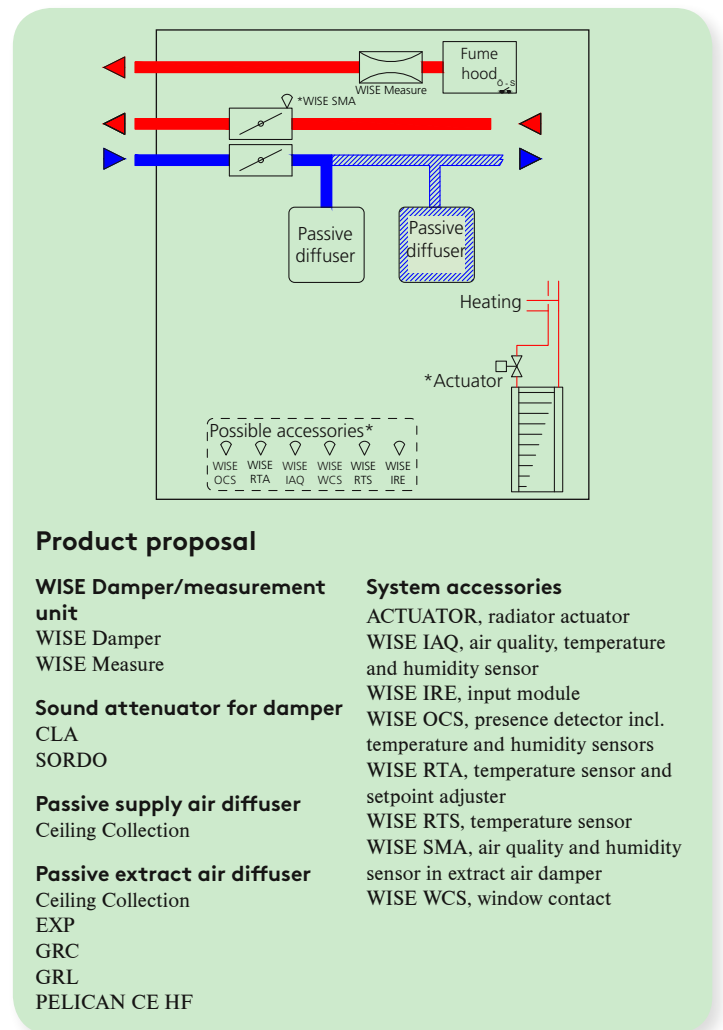 Fume
hood
Ö - S
WISE Measure
*WISE SMA
Passive
diffuser
Passive
diffuser
Heating
*Actuator
Possible accessories*
WISE OCS
WISE RTA
WISE IAQ
WISE WCS
WISE RTS
WISE IRE
Product proposal
WISE Damper/measurement
unit
WISE Damper
WISE Measure
Sound attenuator for damper
CLA
SORDO
Passive supply air diffuser
Ceiling Collection
Passive extract air diffuser
Ceiling Collection
EXP
GRC
GRL
PELICAN CE HF
System accessories
ACTUATOR, radiator actuator
WISE IAQ, air quality, temperature
and humidity sensor
WISE IRE, input module
WISE OCS, presence detector incl.
temperature and humidity sensors
WISE RTA, temperature sensor and
setpoint adjuster
WISE RTS, temperature sensor
WISE SMA, air quality and humidity
sensor in extract air damper
WISE WCS, window contact